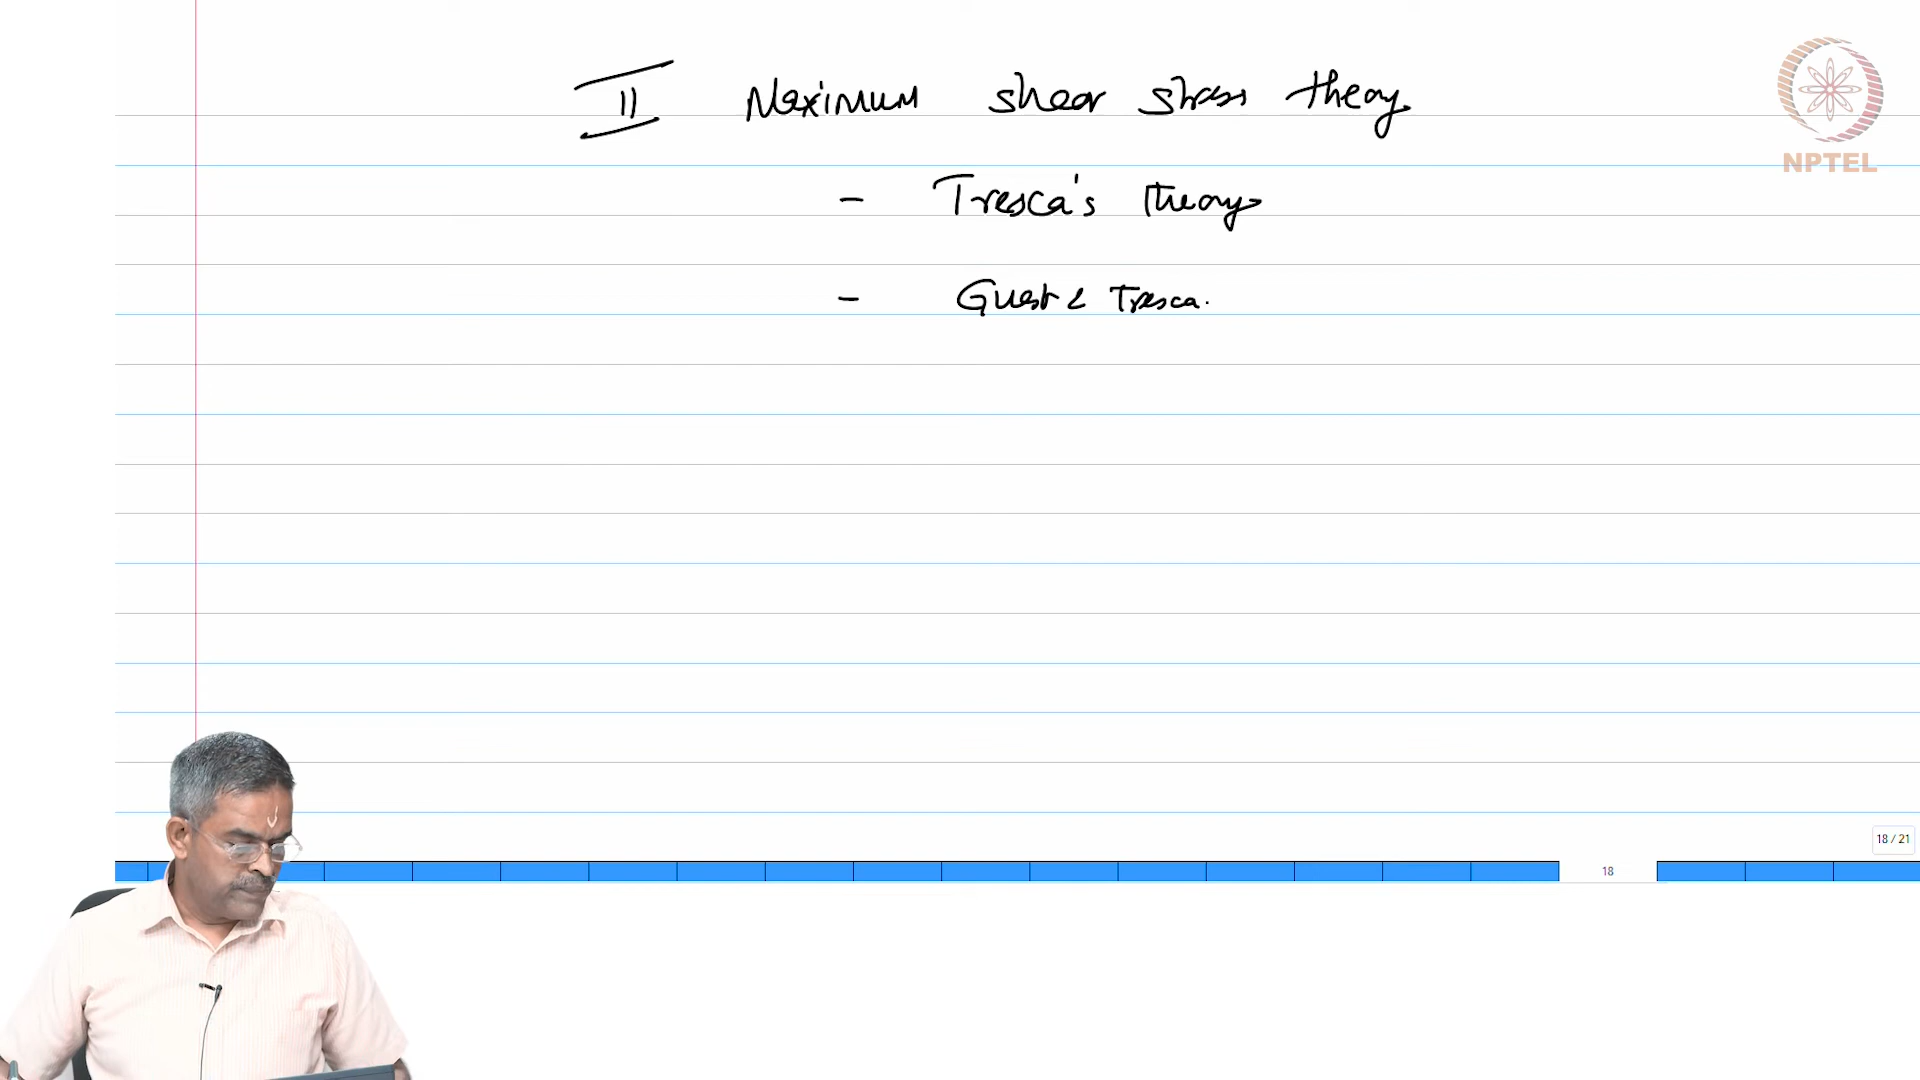 II Maximum shear stress theory
NPTEL
- Tresca's theory
- Guest & Tresca.
18 / 21
18